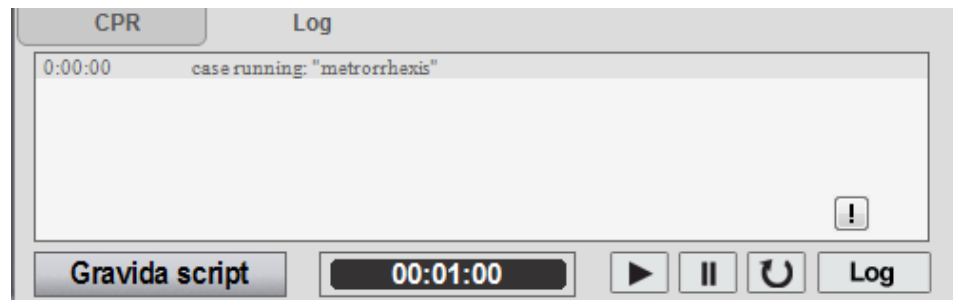 CPR Log
0:00:00 case running: "metrorrhexis"
!
Gravida script 00:01:00 Log